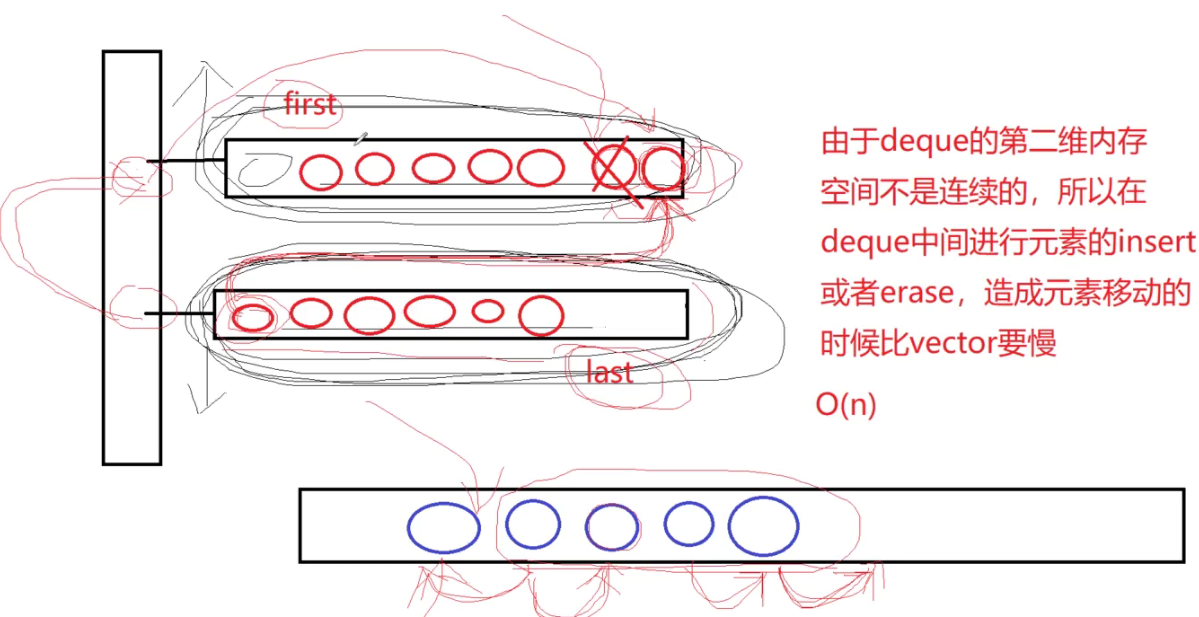 first
由于deque的第二维内存
空间不是连续的，所以在
deque中间进行元素的insert
或者erase，造成元素移动的
时候比vector要慢
last
O(n)